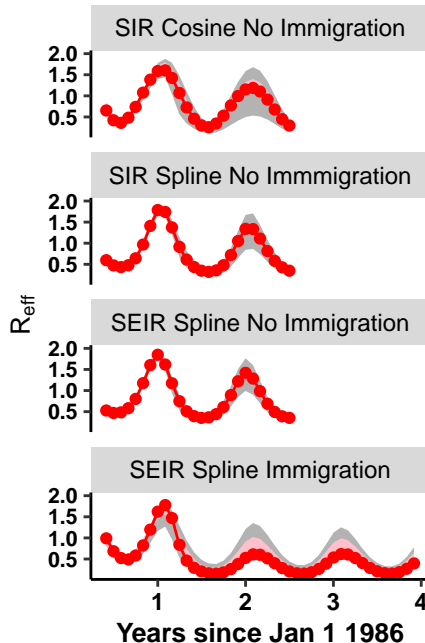 SIR Cosine No Immigration
2.0
1.5
1.0
0.5
SIR Spline No Immmigration
2.0
1.5
1.0
0.5
R_eff
SEIR Spline No Immigration
2.0
1.5
1.0
0.5
SEIR Spline Immigration
2.0
1.5
1.0
0.5
1 2 3 4
Years since Jan 1 1986